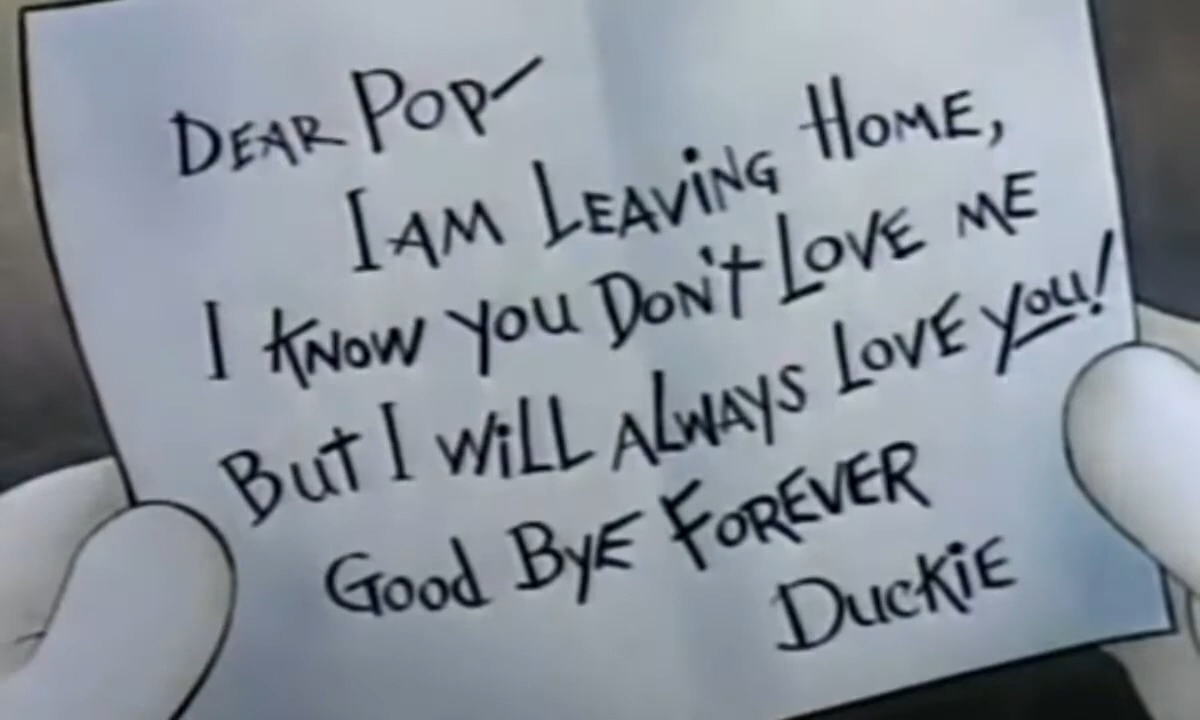 DEAR POP—
I AM LEAVING HOME,
I KNOW YOU DON'T LOVE ME
BUT I WILL ALWAYS LOVE YOU!
GOOD BYE FOREVER
DUCKIE